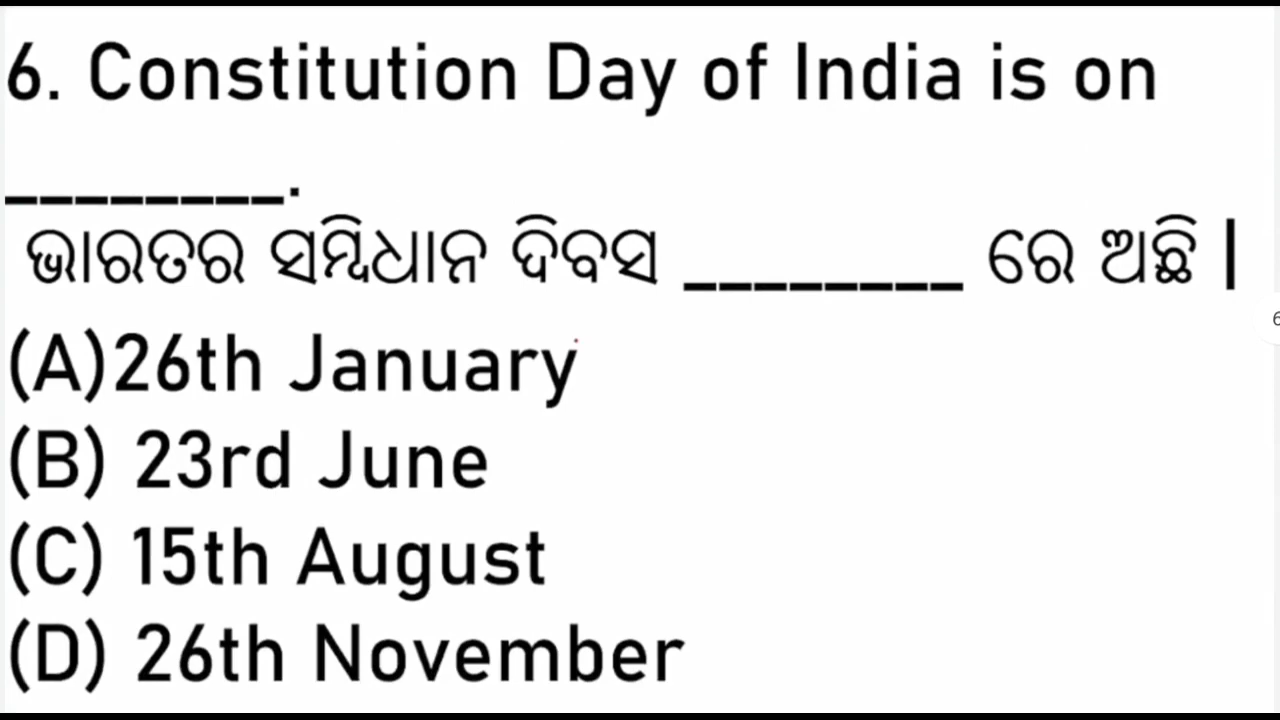 6. Constitution Day of India is on
________.
ଭାରତର ସମ୍ବିଧାନ ଦିବସ ________ ରେ ଅଛି |
(A)26th January
(B) 23rd June
(C) 15th August
(D) 26th November
6